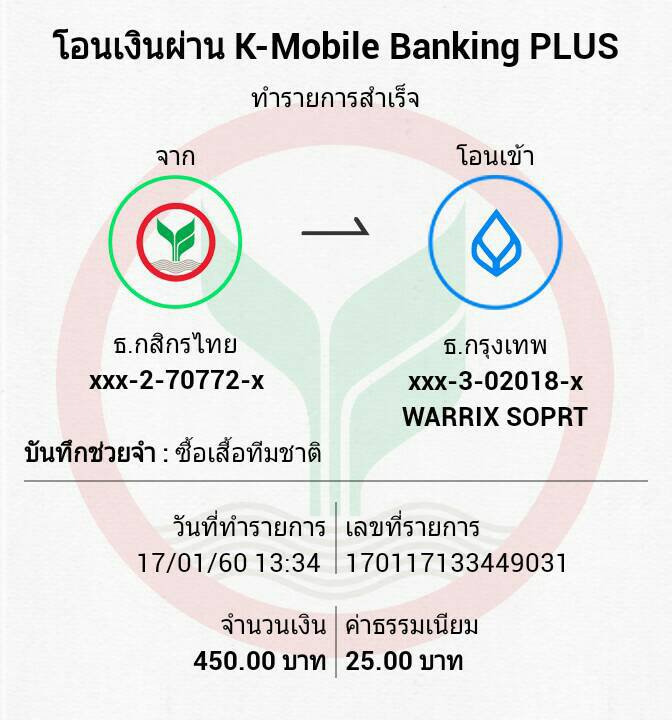 โอนเงินผ่าน K-Mobile Banking PLUS
ทำรายการสำเร็จ
จาก
โอนเข้า
ธ.กสิกรไทย
xxx-2-70772-x
ธ.กรุงเทพ
xxx-3-02018-x
WARRIX SOPRT
บันทึกช่วยจำ : ซื้อเสื้อทีมชาติ
วันที่ทำรายการ
17/01/60 13:34
เลขที่รายการ
170117133449031
จำนวนเงิน
450.00 บาท
ค่าธรรมเนียม
25.00 บาท